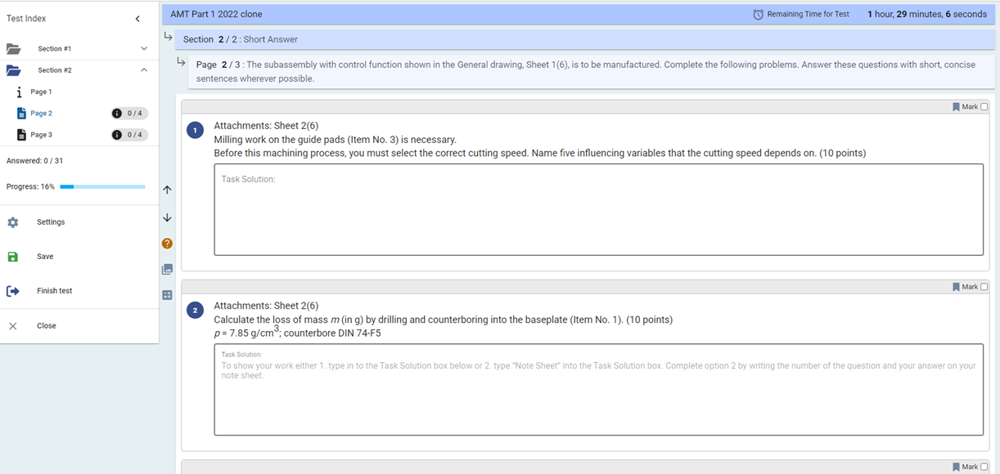 Test Index
Section #1
Section #2
Page 1
Page 2 0 / 4
Page 3 0 / 4
Answered: 0 / 31
Progress: 16%
Settings
Save
Finish test
Close
AMT Part 1 2022 clone
Remaining Time for Test 1 hour, 29 minutes, 6 seconds
Section 2 / 2 : Short Answer
Page 2 / 3 : The subassembly with control function shown in the General drawing, Sheet 1(6), is to be manufactured. Complete the following problems. Answer these questions with short, concise
sentences wherever possible.
Mark
1
Attachments: Sheet 2(6)
Milling work on the guide pads (Item No. 3) is necessary.
Before this machining process, you must select the correct cutting speed. Name five influencing variables that the cutting speed depends on. (10 points)
Task Solution:
Mark
2
Attachments: Sheet 2(6)
Calculate the loss of mass m (in g) by drilling and counterboring into the baseplate (Item No. 1). (10 points)
p = 7.85 g/cm³; counterbore DIN 74-F5
Task Solution:
To show your work either 1. type in to the Task Solution box below or 2. type “Note Sheet” into the Task Solution box. Complete option 2 by writing the number of the question and your answer on your
note sheet.
Mark